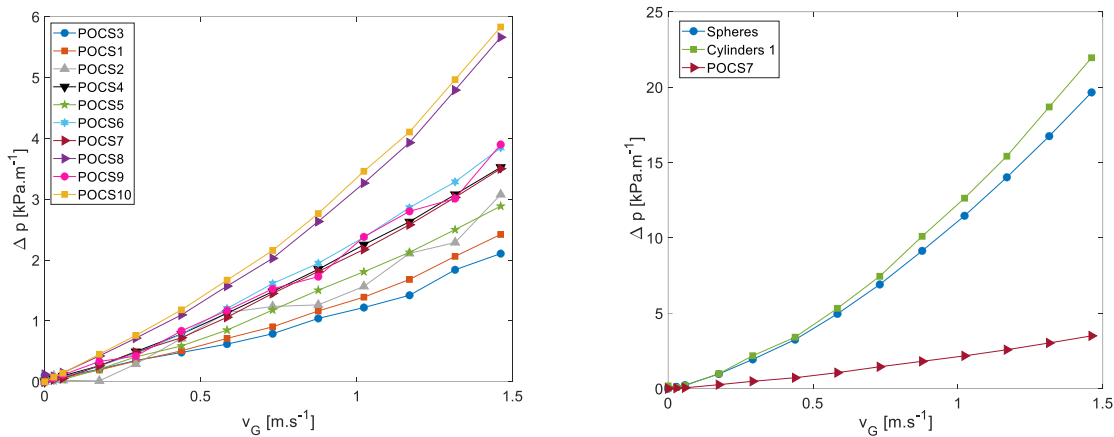 6
5
4
3
2
1
0
Δ p [kPa.m⁻¹]
POCS3
POCS1
POCS2
POCS4
POCS5
POCS6
POCS7
POCS8
POCS9
POCS10
0
0.5
1
1.5
v_G [m.s⁻¹]
25
20
15
10
5
0
Δ p [kPa.m⁻¹]
Spheres
Cylinders 1
POCS7
0
0.5
1
1.5
v_G [m.s⁻¹]